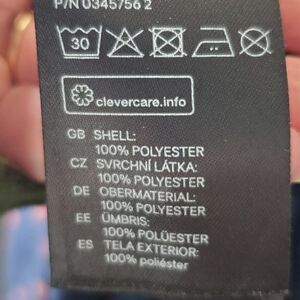 P/N 0345756 2
30
clevercare.info
GB SHELL:
100% POLYESTER
CZ SVRCHNÍ LÁTKA:
100% POLYESTER
DE OBERMATERIAL:
100% POLYESTER
EE ÜMBRIS:
100% POLÜESTER
ES TELA EXTERIOR:
100% poliéster